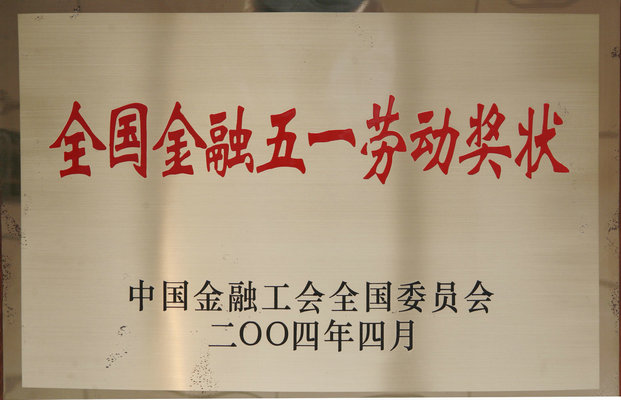 全国金融五一劳动奖状
中国金融工会全国委员会
二〇〇四年四月